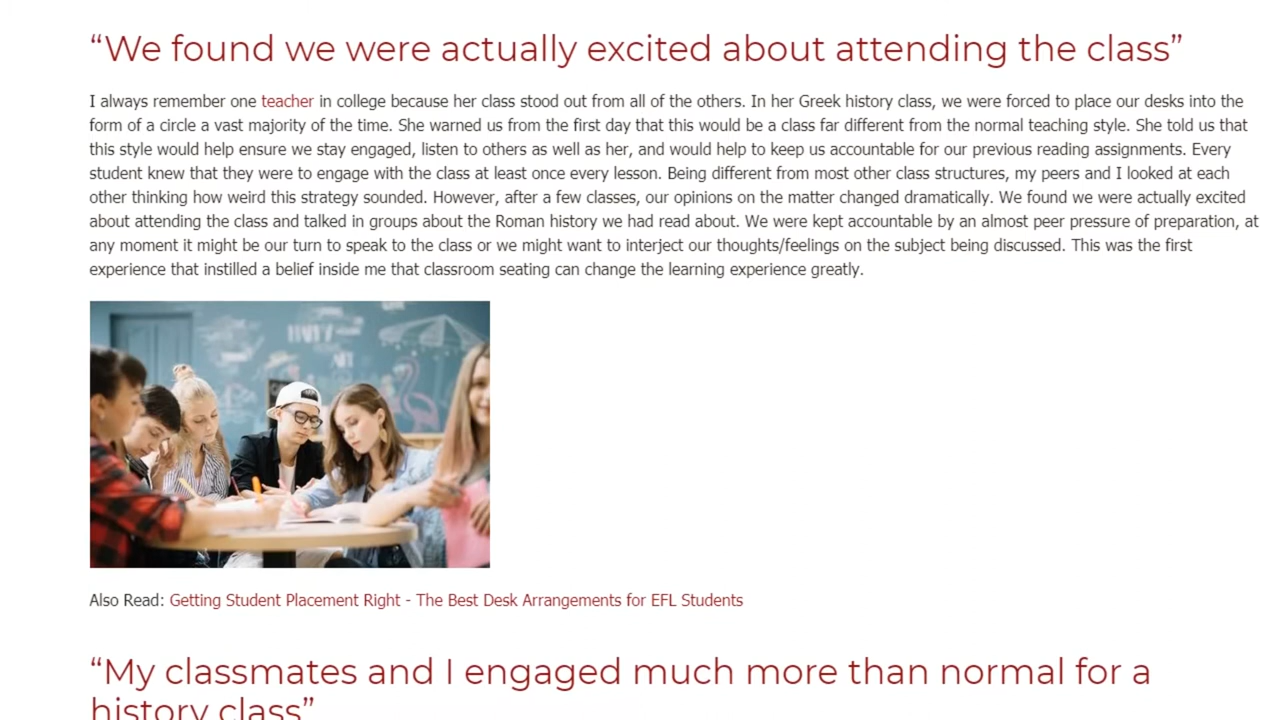 “We found we were actually excited about attending the class”
I always remember one teacher in college because her class stood out from all of the others. In her Greek history class, we were forced to place our desks into the
form of a circle a vast majority of the time. She warned us from the first day that this would be a class far different from the normal teaching style. She told us that
this style would help ensure we stay engaged, listen to others as well as her, and would help to keep us accountable for our previous reading assignments. Every
student knew that they were to engage with the class at least once every lesson. Being different from most other class structures, my peers and I looked at each
other thinking how weird this strategy sounded. However, after a few classes, our opinions on the matter changed dramatically. We found we were actually excited
about attending the class and talked in groups about the Roman history we had read about. We were kept accountable by an almost peer pressure of preparation, at
any moment it might be our turn to speak to the class or we might want to interject our thoughts/feelings on the subject being discussed. This was the first
experience that instilled a belief inside me that classroom seating can change the learning experience greatly.
Also Read: Getting Student Placement Right - The Best Desk Arrangements for EFL Students
“My classmates and I engaged much more than normal for a
history class”